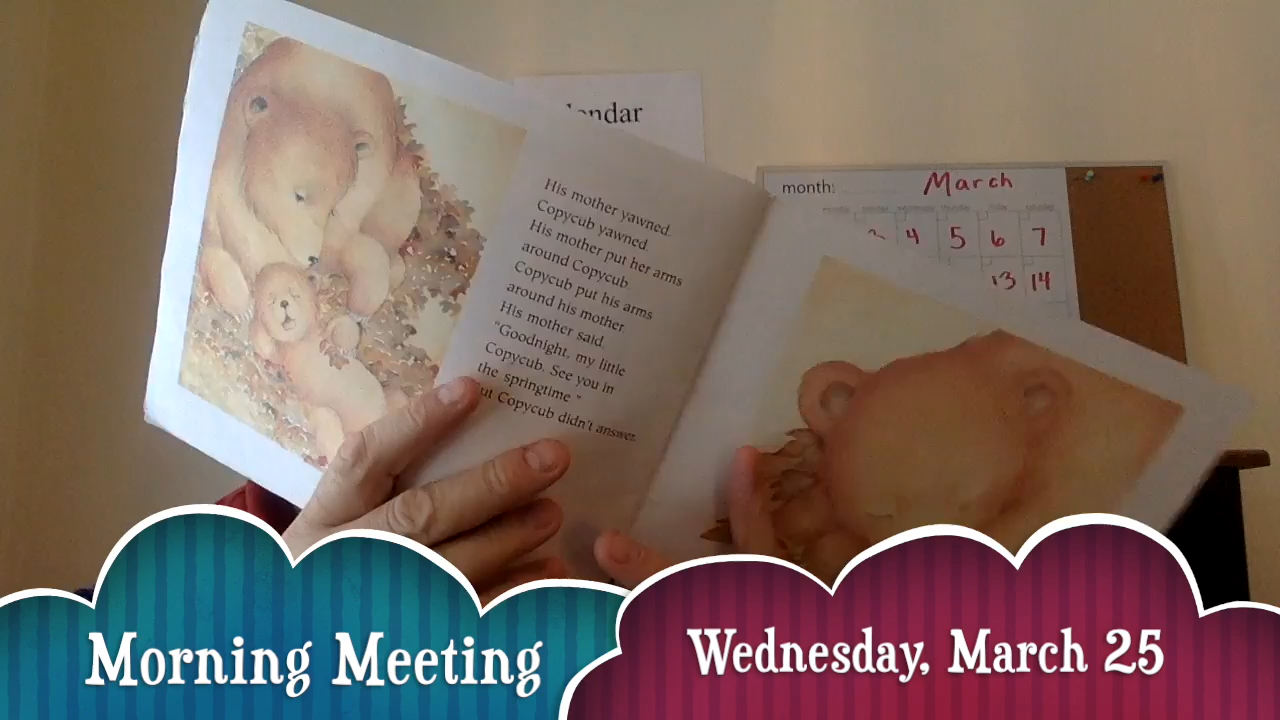 His mother yawned.
Copycub yawned.
His mother put her arms
around Copycub
Copycub put his arms
around his mother
His mother said,
"Goodnight, my little
Copycub. See you in
the springtime "
ut Copycub didn't answer.
endar
month: March
4 5 6 7
13 14
Morning Meeting
Wednesday, March 25